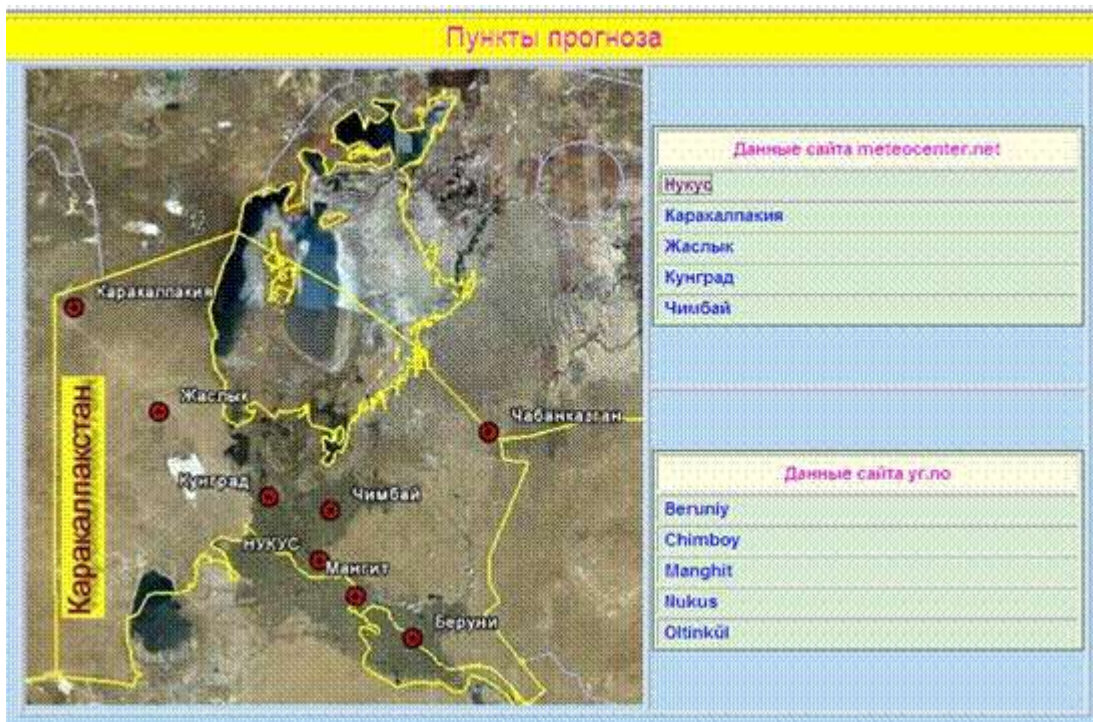 Пункты прогноза
Каракалпакия
Жаслык
Чабанказган
Кунград
Чимбай
НУКУС
Мангит
Беруни
Каракалпакстан
Данные сайта meteocenter.net
Нукус
Каракалпакия
Жаслык
Кунград
Чимбай
Данные сайта yr.no
Beruniy
Chimboy
Manghit
Nukus
Oltinkül